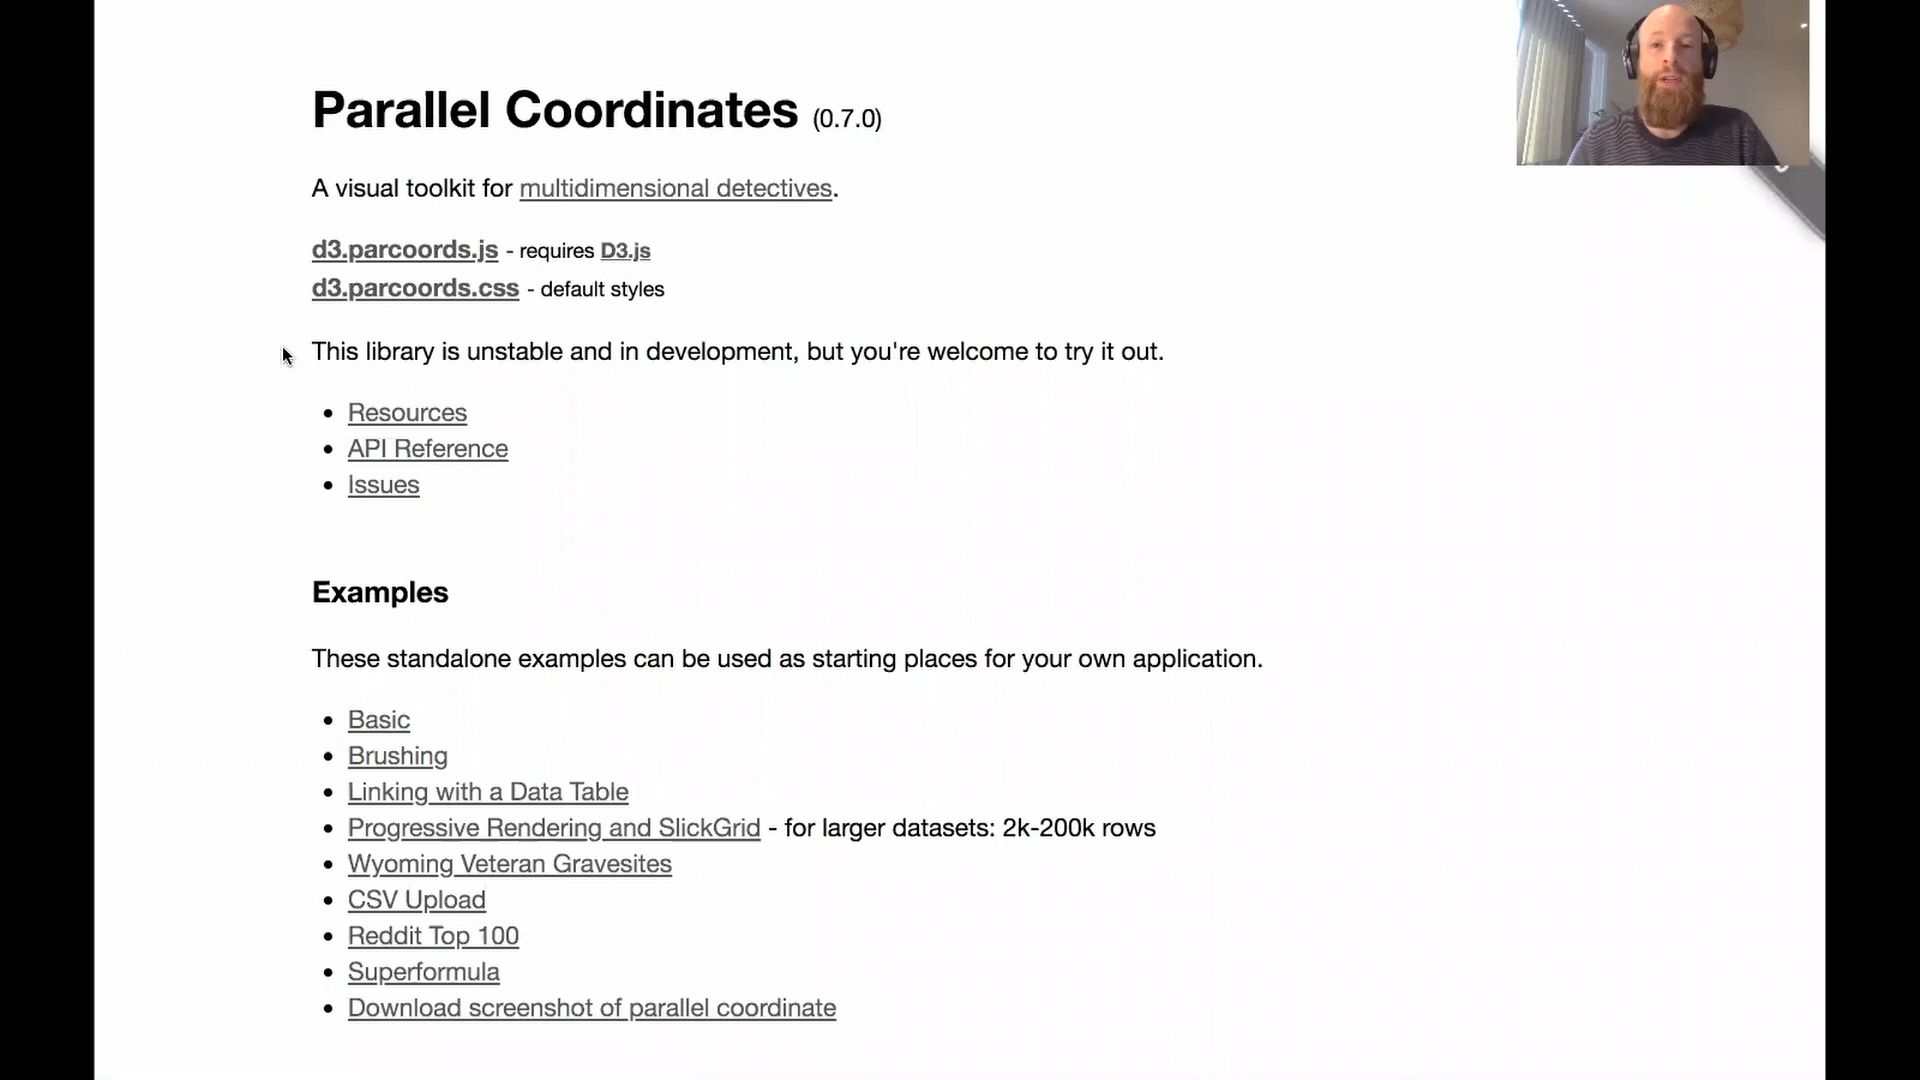 Parallel Coordinates (0.7.0)
A visual toolkit for multidimensional detectives.
d3.parcoords.js - requires D3.js
d3.parcoords.css - default styles
This library is unstable and in development, but you're welcome to try it out.
Resources
API Reference
Issues
Examples
These standalone examples can be used as starting places for your own application.
Basic
Brushing
Linking with a Data Table
Progressive Rendering and SlickGrid - for larger datasets: 2k-200k rows
Wyoming Veteran Gravesites
CSV Upload
Reddit Top 100
Superformula
Download screenshot of parallel coordinate